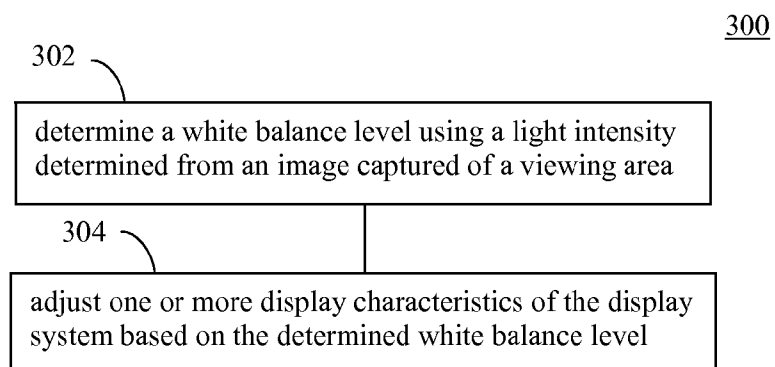 300
302
determine a white balance level using a light intensity
determined from an image captured of a viewing area
304
adjust one or more display characteristics of the display
system based on the determined white balance level